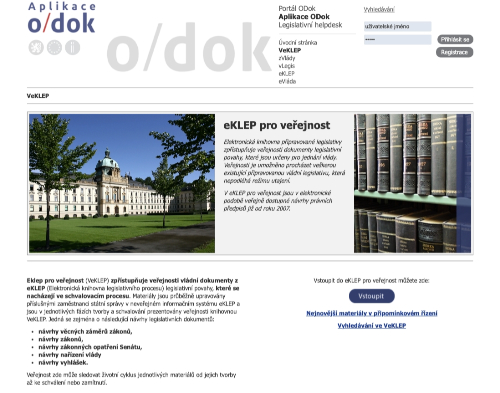 Aplikace
o/dok
o/dok
Portál ODok
Aplikace ODok
Legislativní helpdesk
Úvodní stránka
VeKLEP
zVlády
vLegis
eKLEP
eVláda
Vyhledávání
uživatelské jméno
Přihlásit se
Registrace
VeKLEP
eKLEP pro veřejnost
Elektronická knihovna připravované legislativy
zpřístupňuje veřejnosti dokumenty legislativní
povahy, které jsou určeny pro jednání vlády.
Veřejnosti je umožněno procházet veškerou
existující připravovanou vládní legislativu, která
nepodléhá režimu utajení.
V eKLEP pro veřejnost jsou v elektronické
podobě veřejně dostupná návrhy právních
předpisů již od roku 2007.
Eklep pro veřejnost (VeKLEP) zpřístupňuje veřejnosti vládní dokumenty z
eKLEP (Elektronická knihovna legislativního procesu) legislativní povahy, které se
nacházejí ve schvalovacím procesu. Materiály jsou průběžně upravovány
příslušnými zaměstnanci státní správy v neveřejném informačním systému eKLEP a
jsou v jednotlivých fázích tvorby a schvalování prezentovány veřejnosti knihovnou
VeKLEP. Jedná se zejména o následující návrhy legislativních dokumentů:
• návrhy věcných záměrů zákonů,
• návrhy zákonů,
• návrhy zákonných opatření Senátu,
• návrhy nařízení vlády
• návrhy vyhlášek.
Veřejnost zde může sledovat životní cyklus jednotlivých materiálů od jejich tvorby
až ke schválení nebo zamítnutí.
Vstoupit do eKLEP pro veřejnost můžete zde:
Vstoupit
Nejnovější materiály v připomínkovém řízení
Vyhledávání ve VeKLEP